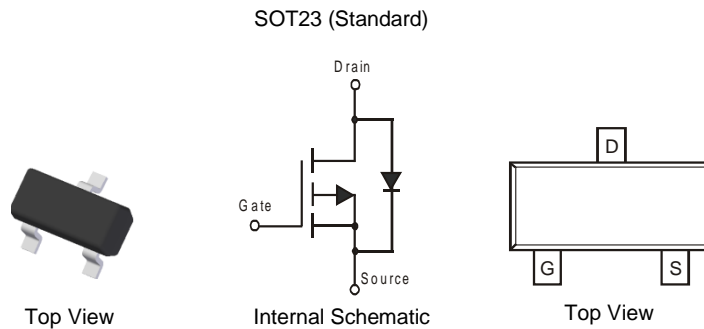 SOT23 (Standard)
Drain
Gate
Source
D
G
S
Top View
Internal Schematic
Top View